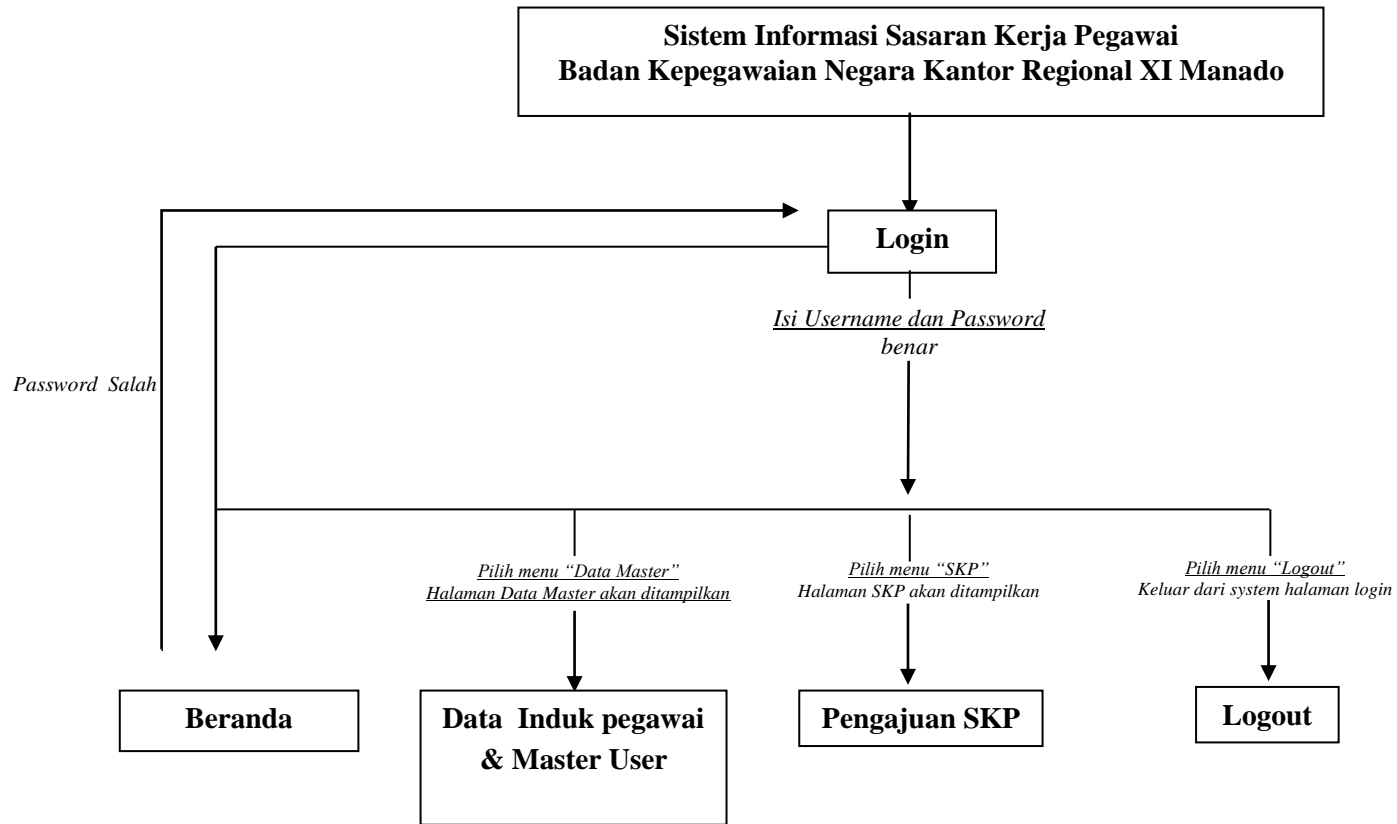 Sistem Informasi Sasaran Kerja Pegawai
Badan Kepegawaian Negara Kantor Regional XI Manado
Login
Isi Username dan Password
benar
Password Salah
Pilih menu “Data Master”
Halaman Data Master akan ditampilkan
Pilih menu “SKP”
Halaman SKP akan ditampilkan
Pilih menu “Logout”
Keluar dari system halaman login
Beranda
Data Induk pegawai
& Master User
Pengajuan SKP
Logout